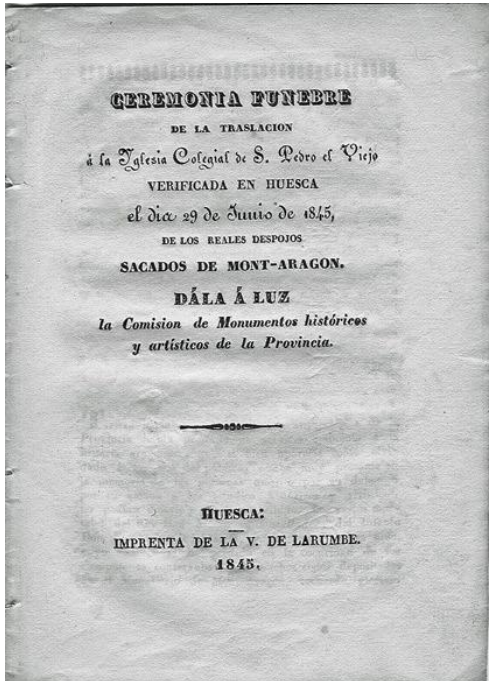 CEREMONIA FUNEBRE
DE LA TRASLACION
á la Yglesia Colegial de S. Pedro el Viejo
VERIFICADA EN HUESCA
el dia 29 de Junio de 1845,
DE LOS REALES DESPOJOS
SACADOS DE MONT-ARAGON.
DÁLA Á LUZ
la Comision de Monumentos históricos
y artísticos de la Provincia.
HUESCA:
IMPRENTA DE LA V. DE LARUMBE.
1845.